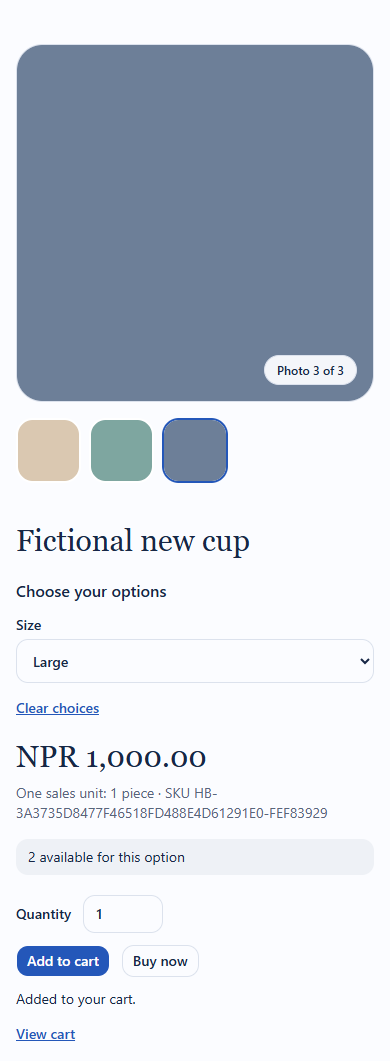 Photo 3 of 3
Fictional new cup
Choose your options
Size
Large
Clear choices
NPR 1,000.00
One sales unit: 1 piece · SKU HB-
3A3735D8477F46518FD488E4D61291E0-FEF83929
2 available for this option
Quantity 1
Add to cart Buy now
Added to your cart.
View cart